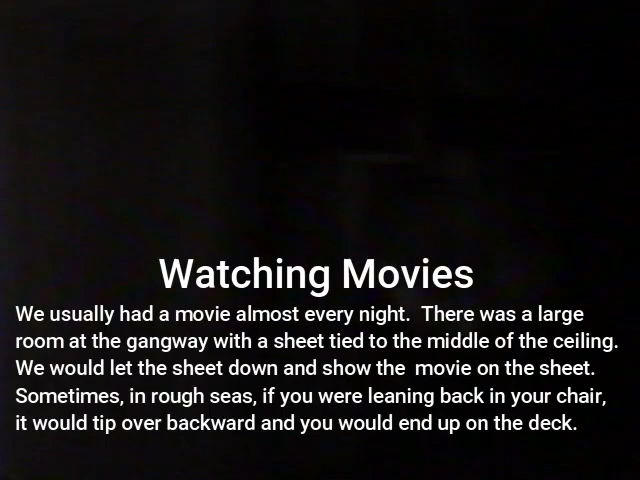 Watching Movies
We usually had a movie almost every night.  There was a large
room at the gangway with a sheet tied to the middle of the ceiling.
We would let the sheet down and show the  movie on the sheet.
Sometimes, in rough seas, if you were leaning back in your chair,
it would tip over backward and you would end up on the deck.